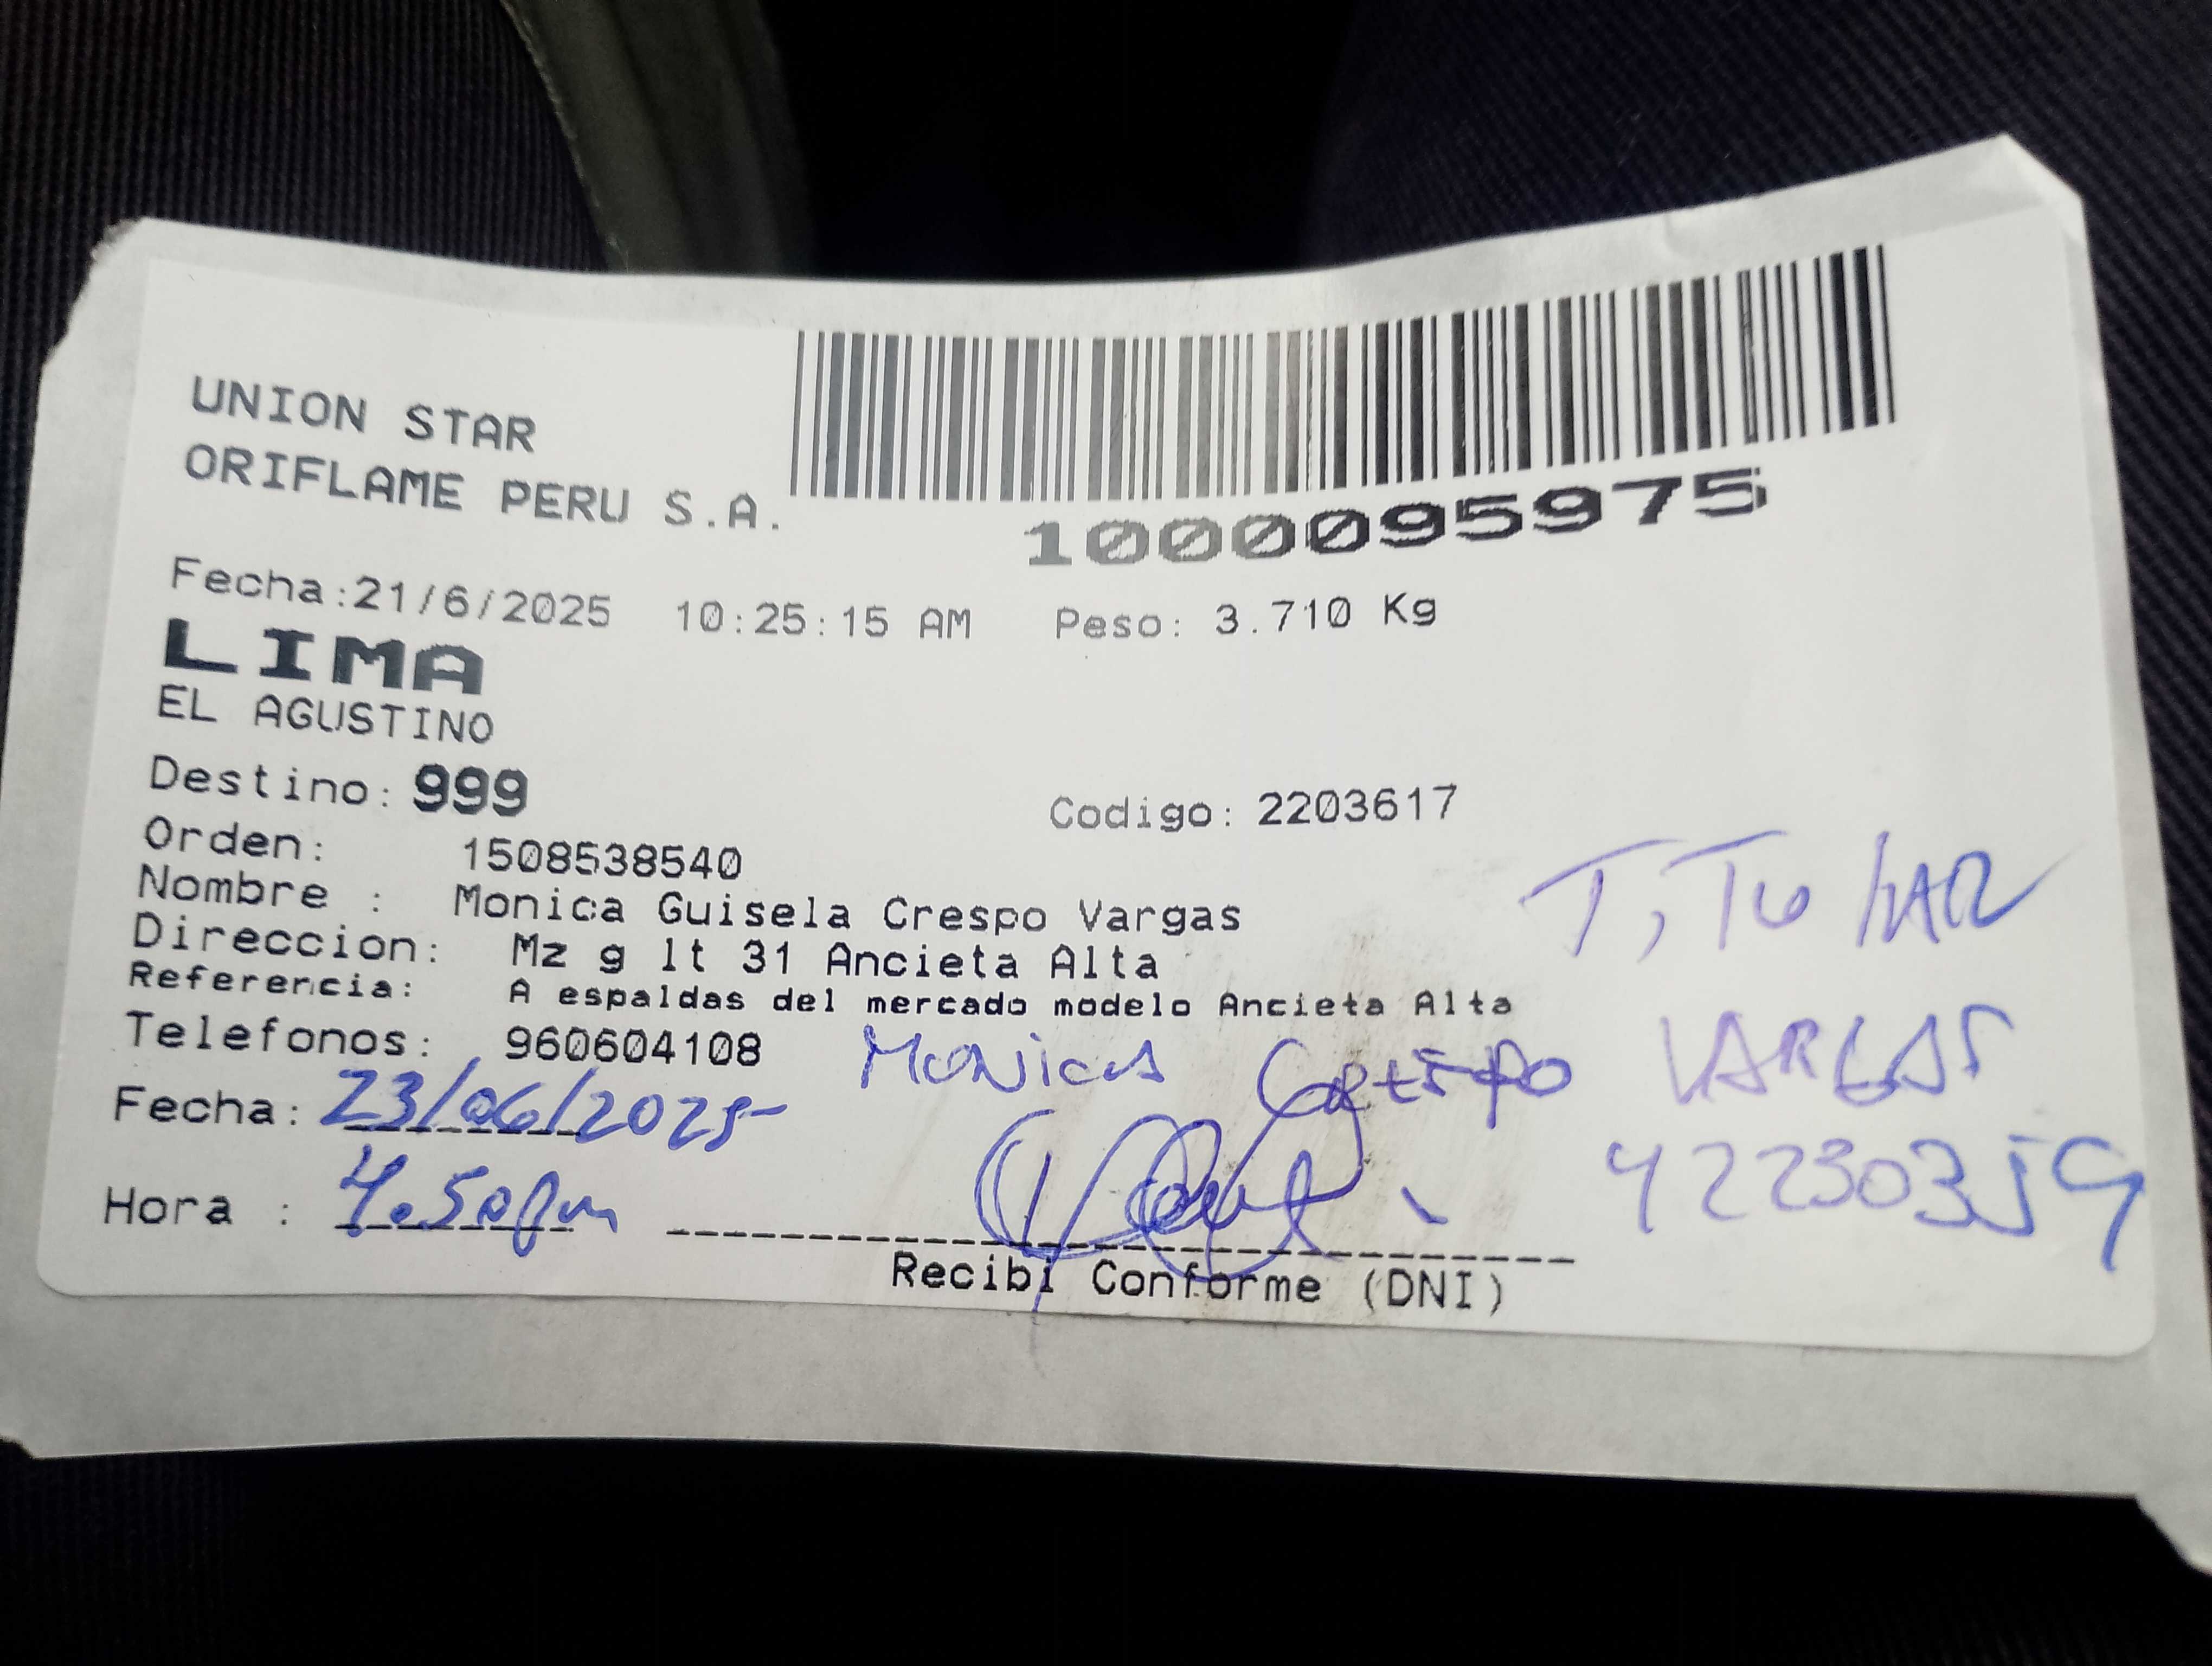 UNION STAR
ORIFLAME PERU S.A.
1000095975
Fecha:21/6/2025 10:25:15 AM Peso: 3.710 Kg
LIMA
EL AGUSTINO
Destino: 999 Codigo: 2203617
Orden: 1508538540
Nombre : Monica Guisela Crespo Vargas
TiTulAR
Direccion: Mz g lt 31 Ancieta Alta
Referencia: A espaldas del mercado modelo Ancieta Alta
Telefonos: 960604108
MONICA CRESPO VARGAS
Fecha: 23/06/2025
42230359
Hora : 4.50pm
Recibi Conforme (DNI)